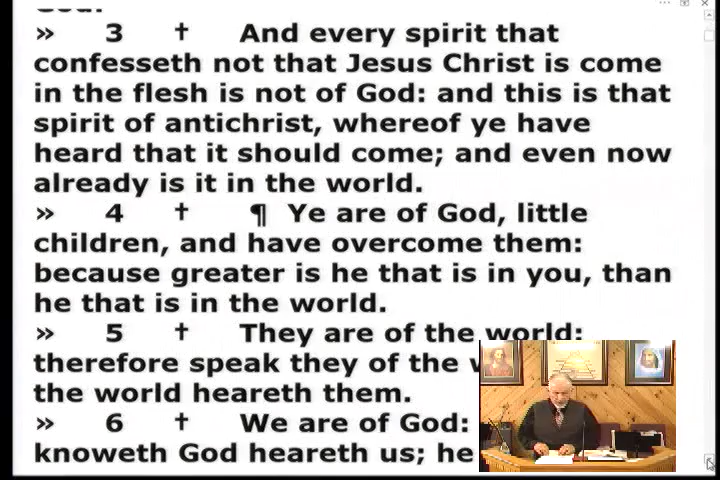 » 3 ✝ And every spirit that
confesseth not that Jesus Christ is come
in the flesh is not of God: and this is that
spirit of antichrist, whereof ye have
heard that it should come; and even now
already is it in the world.
» 4 ✝ ¶ Ye are of God, little
children, and have overcome them:
because greater is he that is in you, than
he that is in the world.
» 5 ✝ They are of the world:
therefore speak they of the
the world heareth them.
» 6 ✝ We are of God:
knoweth God heareth us; he